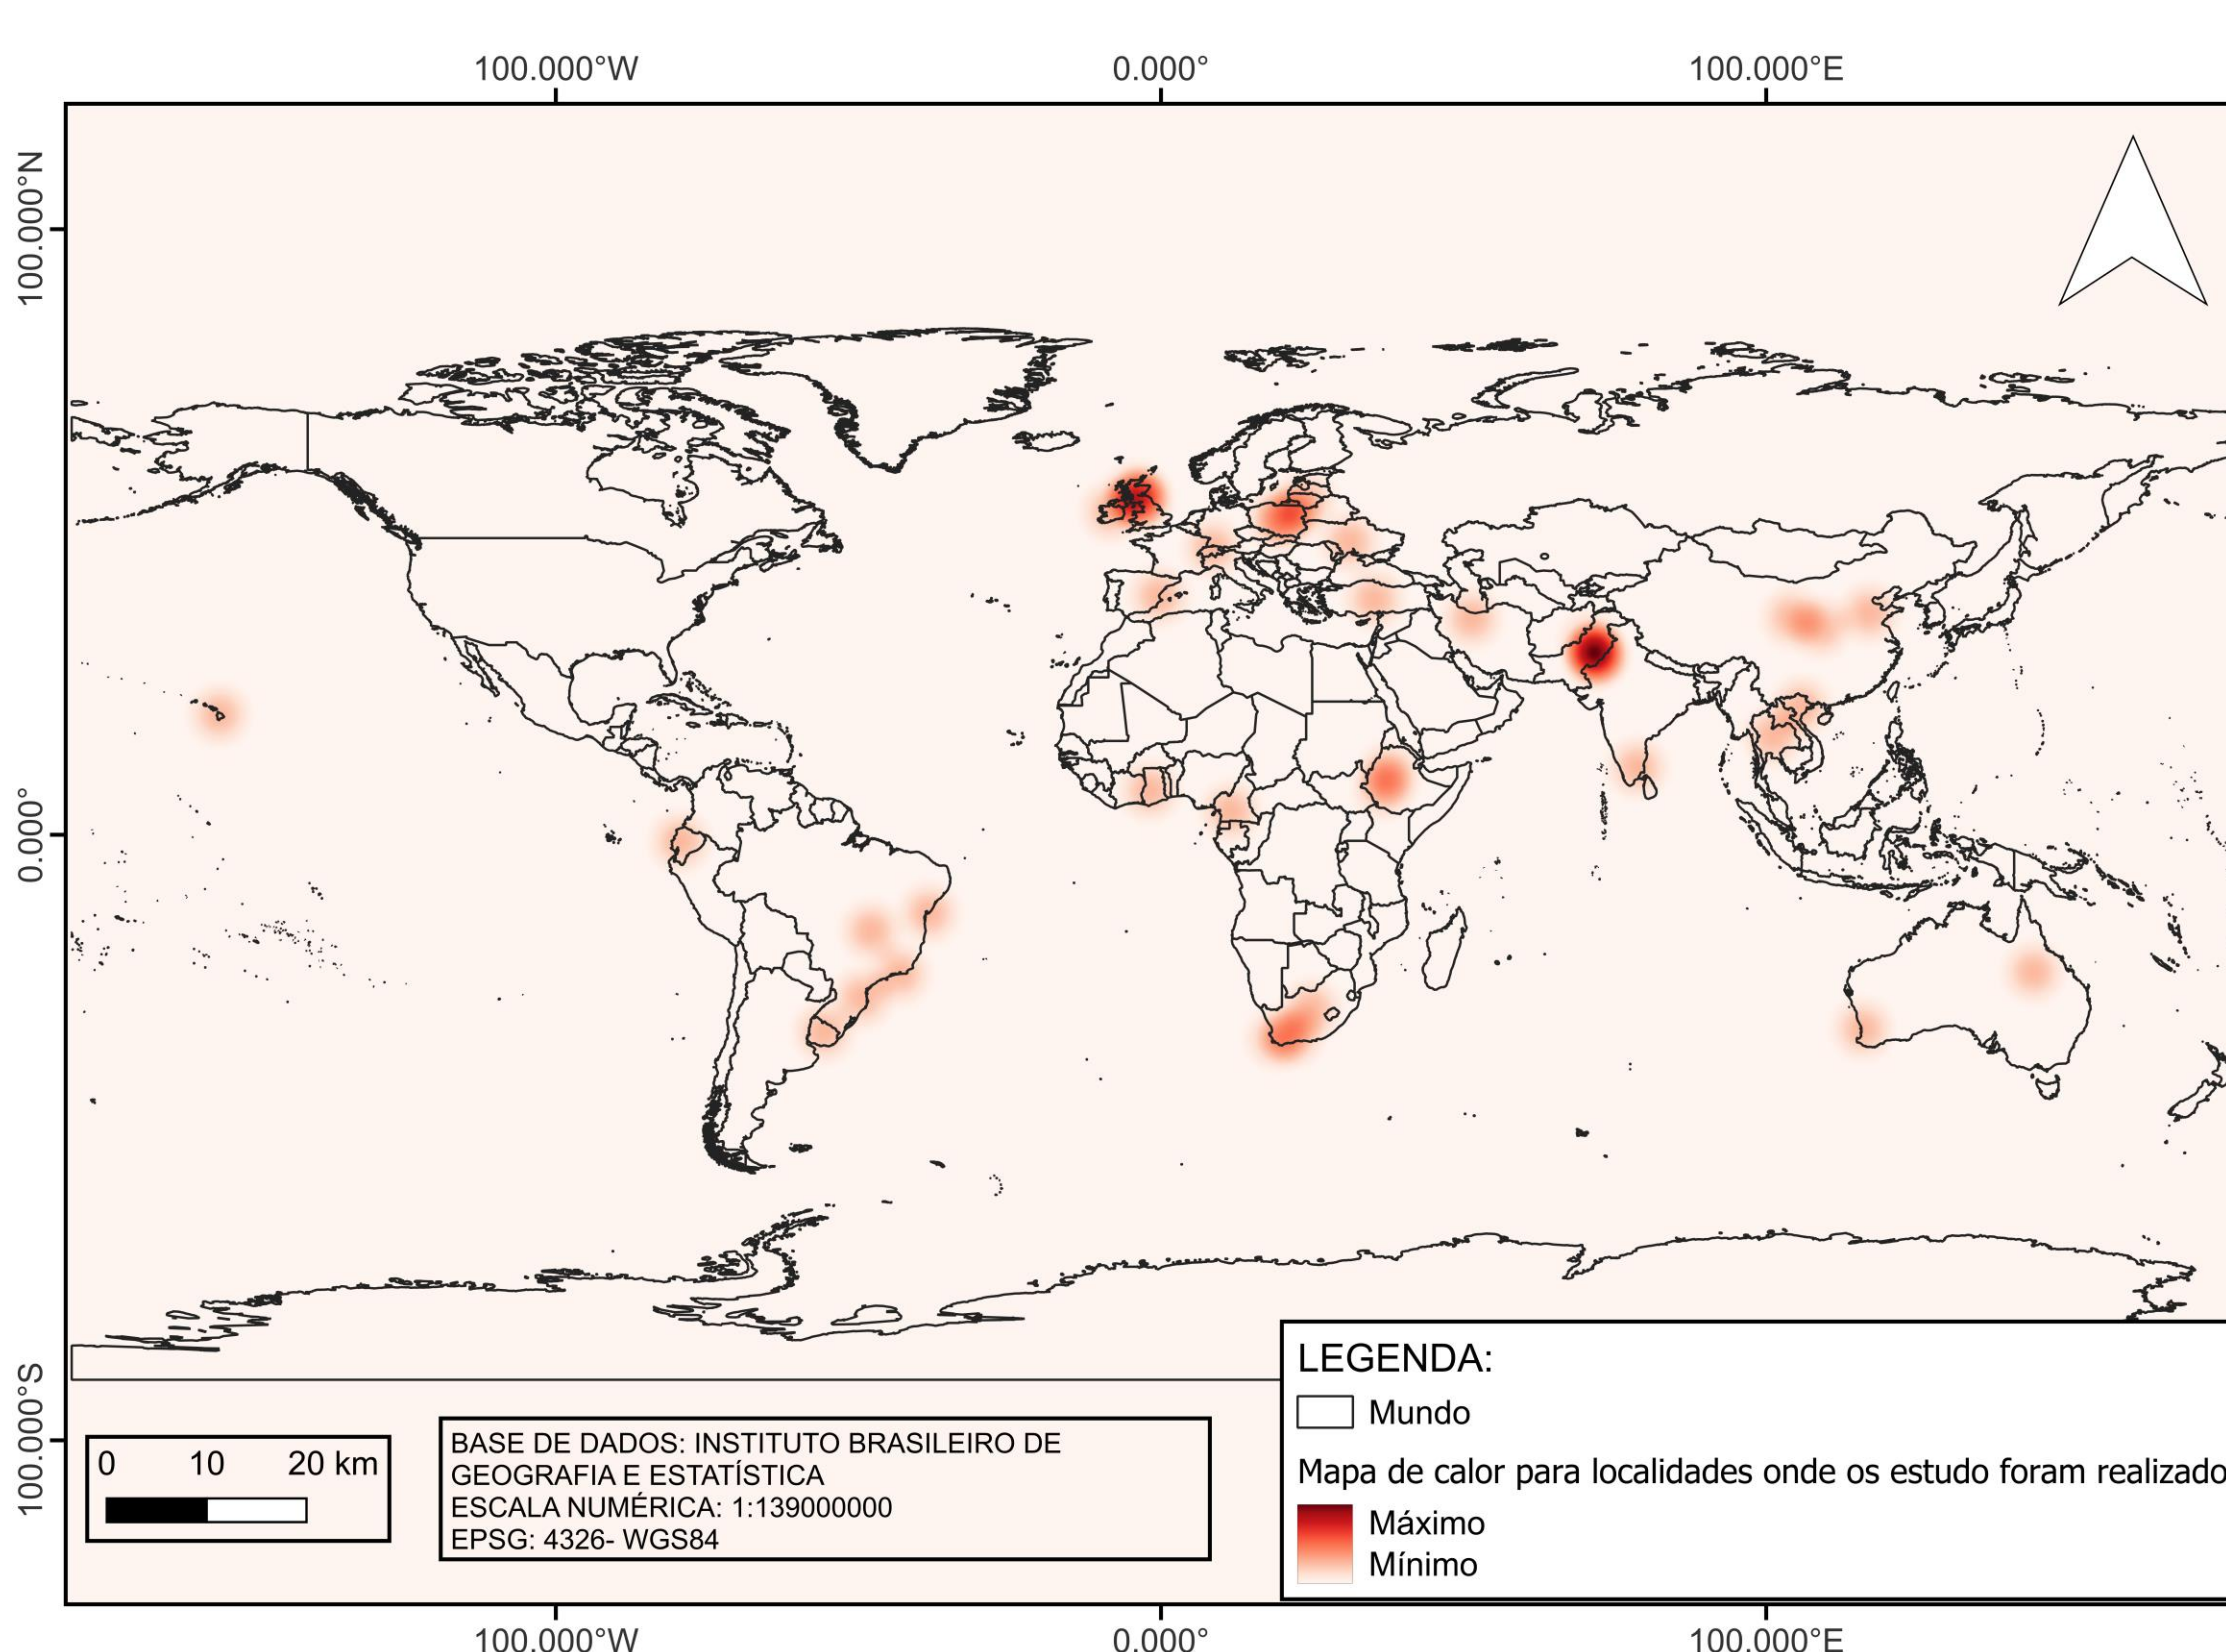 100.000°W 0.000° 100.000°E
100.000°N
0.000°
100.000°S
LEGENDA:
Mundo
Mapa de calor para localidades onde os estudo foram realizado
Máximo
Mínimo
0 10 20 km
BASE DE DADOS: INSTITUTO BRASILEIRO DE
GEOGRAFIA E ESTATÍSTICA
ESCALA NUMÉRICA: 1:139000000
EPSG: 4326- WGS84
100.000°W 0.000° 100.000°E